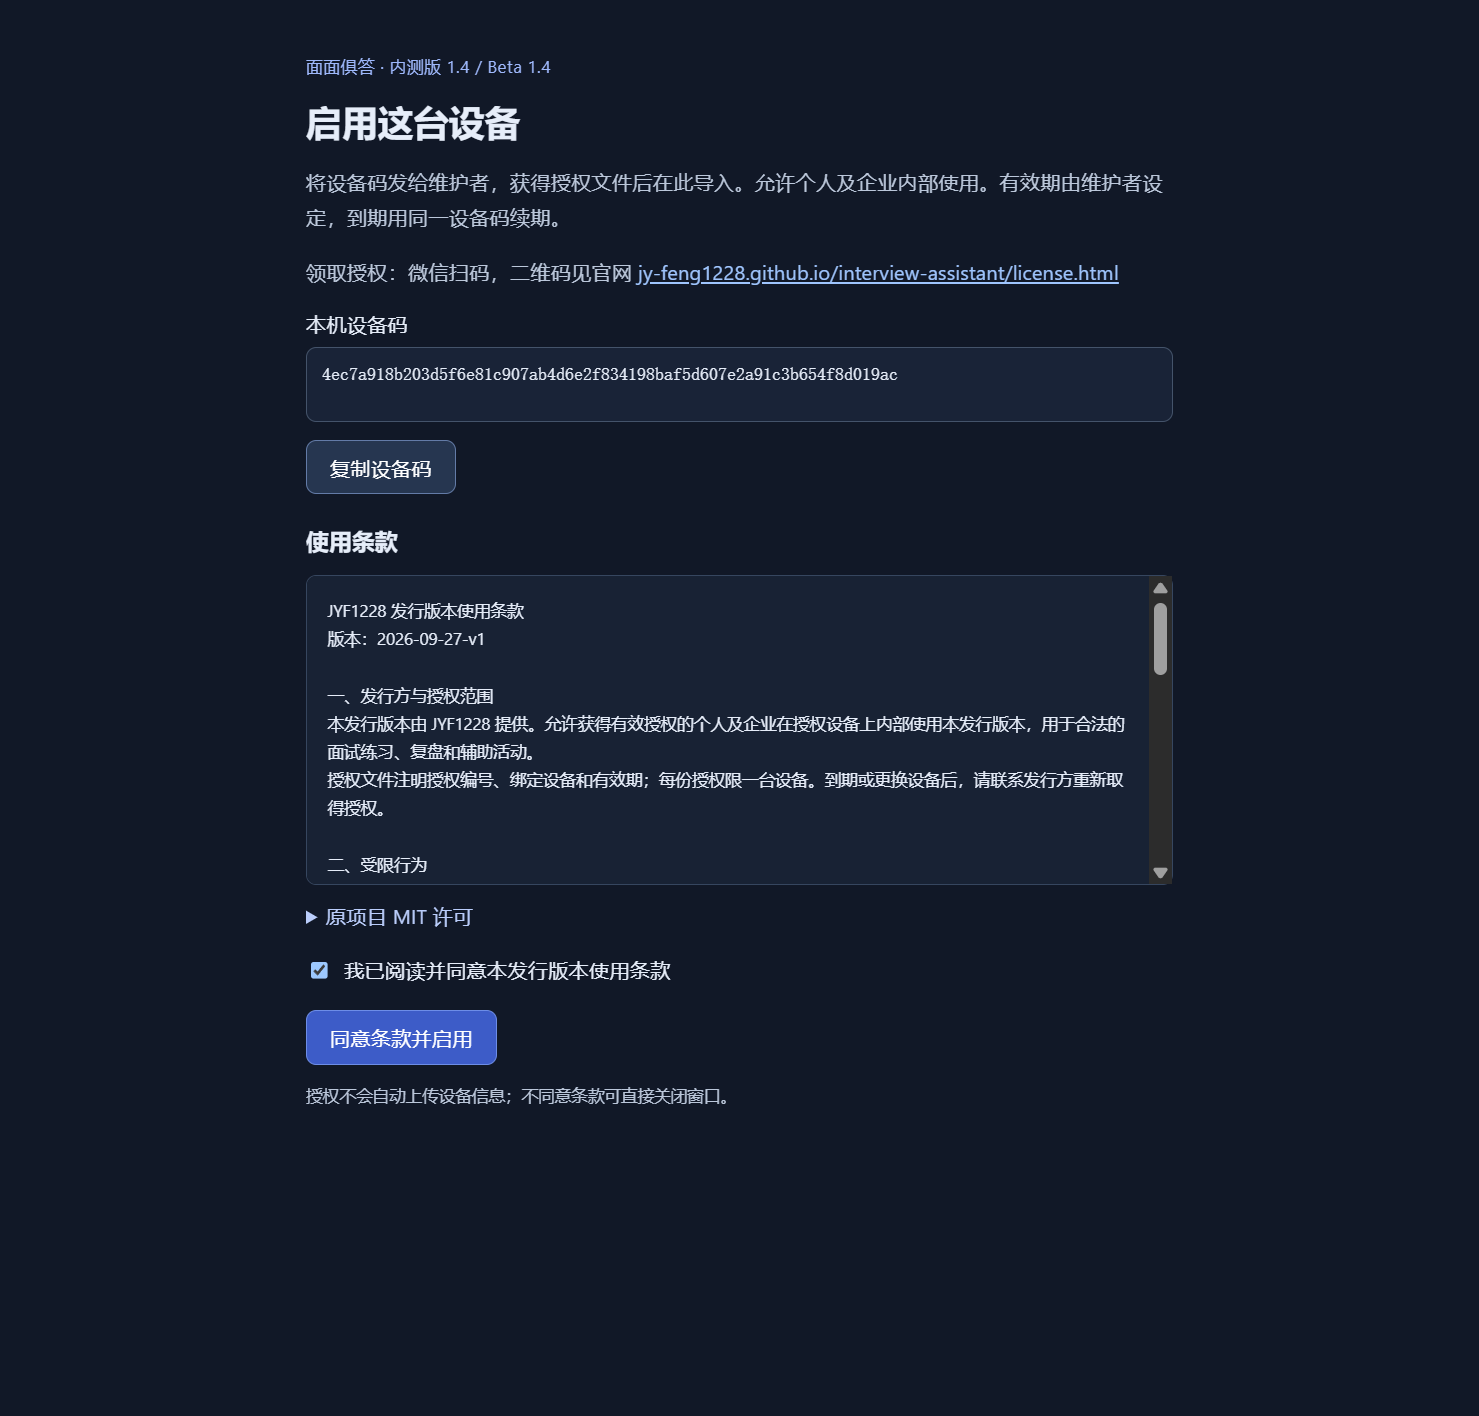 面面俱答 · 内测版 1.4 / Beta 1.4
启用这台设备
将设备码发给维护者，获得授权文件后在此导入。允许个人及企业内部使用。有效期由维护者设
定，到期用同一设备码续期。
领取授权：微信扫码，二维码见官网 jy-feng1228.github.io/interview-assistant/license.html
本机设备码
4ec7a918b203d5f6e81c907ab4d6e2f834198baf5d607e2a91c3b654f8d019ac
复制设备码
使用条款
JYF1228 发行版本使用条款
版本：2026-09-27-v1
一、发行方与授权范围
本发行版本由 JYF1228 提供。允许获得有效授权的个人及企业在授权设备上内部使用本发行版本，用于合法的
面试练习、复盘和辅助活动。
授权文件注明授权编号、绑定设备和有效期；每份授权限一台设备。到期或更换设备后，请联系发行方重新取
得授权。
二、受限行为
原项目 MIT 许可
我已阅读并同意本发行版本使用条款
同意条款并启用
授权不会自动上传设备信息；不同意条款可直接关闭窗口。